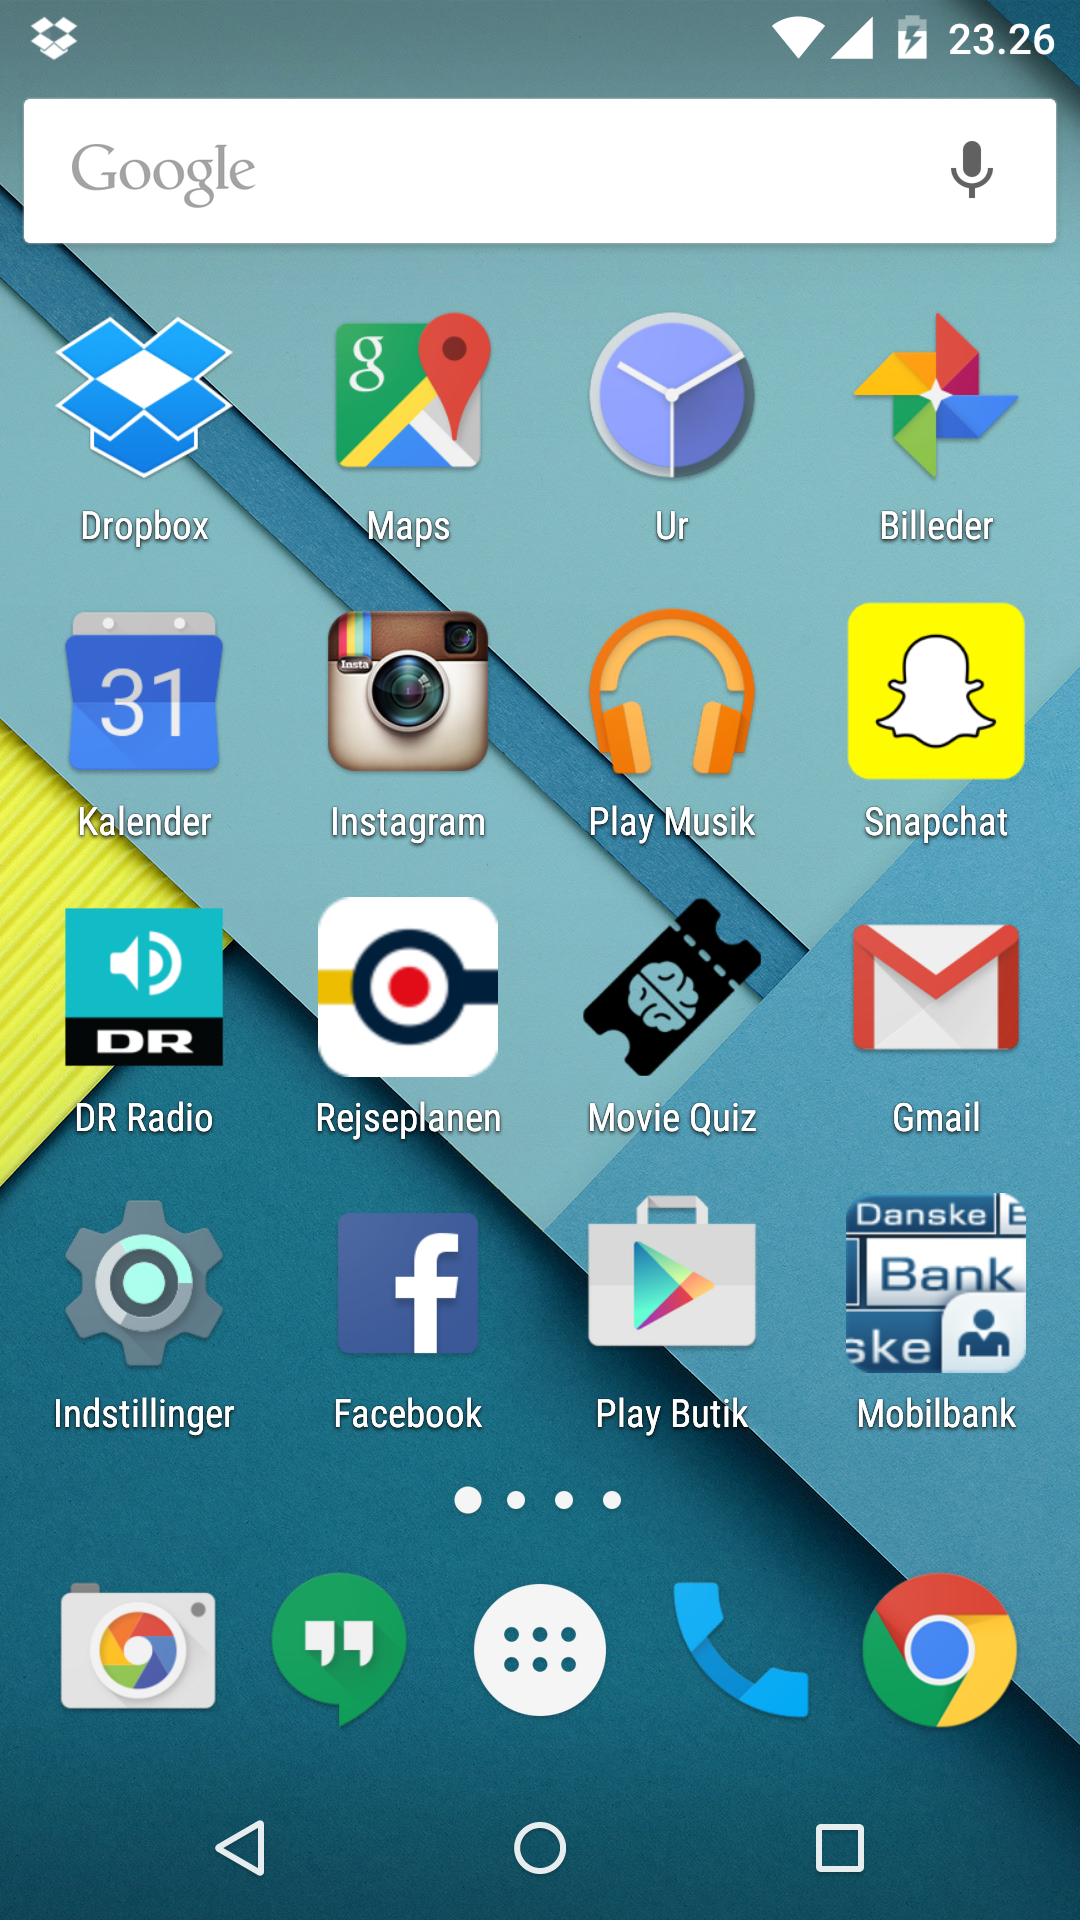 23.26
Google
g
Dropbox
Maps
Ur
Billeder
31
Insta
Kalender
Instagram
Play Musik
Snapchat
DR
DR Radio
Rejseplanen
Movie Quiz
Gmail
f
Danske B
Bank
ske
Indstillinger
Facebook
Play Butik
Mobilbank